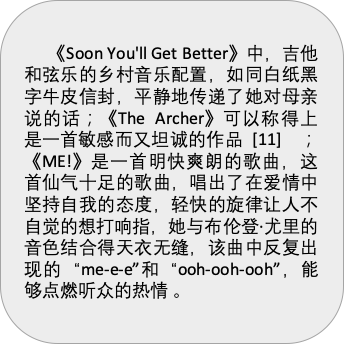 《Soon You'll Get Better》中，吉他
和弦乐的乡村音乐配置，如同白纸黑
字牛皮信封，平静地传递了她对母亲
说的话；《The Archer》可以称得上
是一首敏感而又坦诚的作品 [11] ；
《ME!》是一首明快爽朗的歌曲，这
首仙气十足的歌曲，唱出了在爱情中
坚持自我的态度，轻快的旋律让人不
自觉的想打响指，她与布伦登·尤里的
音色结合得天衣无缝，该曲中反复出
现的“me-e-e”和“ooh-ooh-ooh”，能
够点燃听众的热情 。